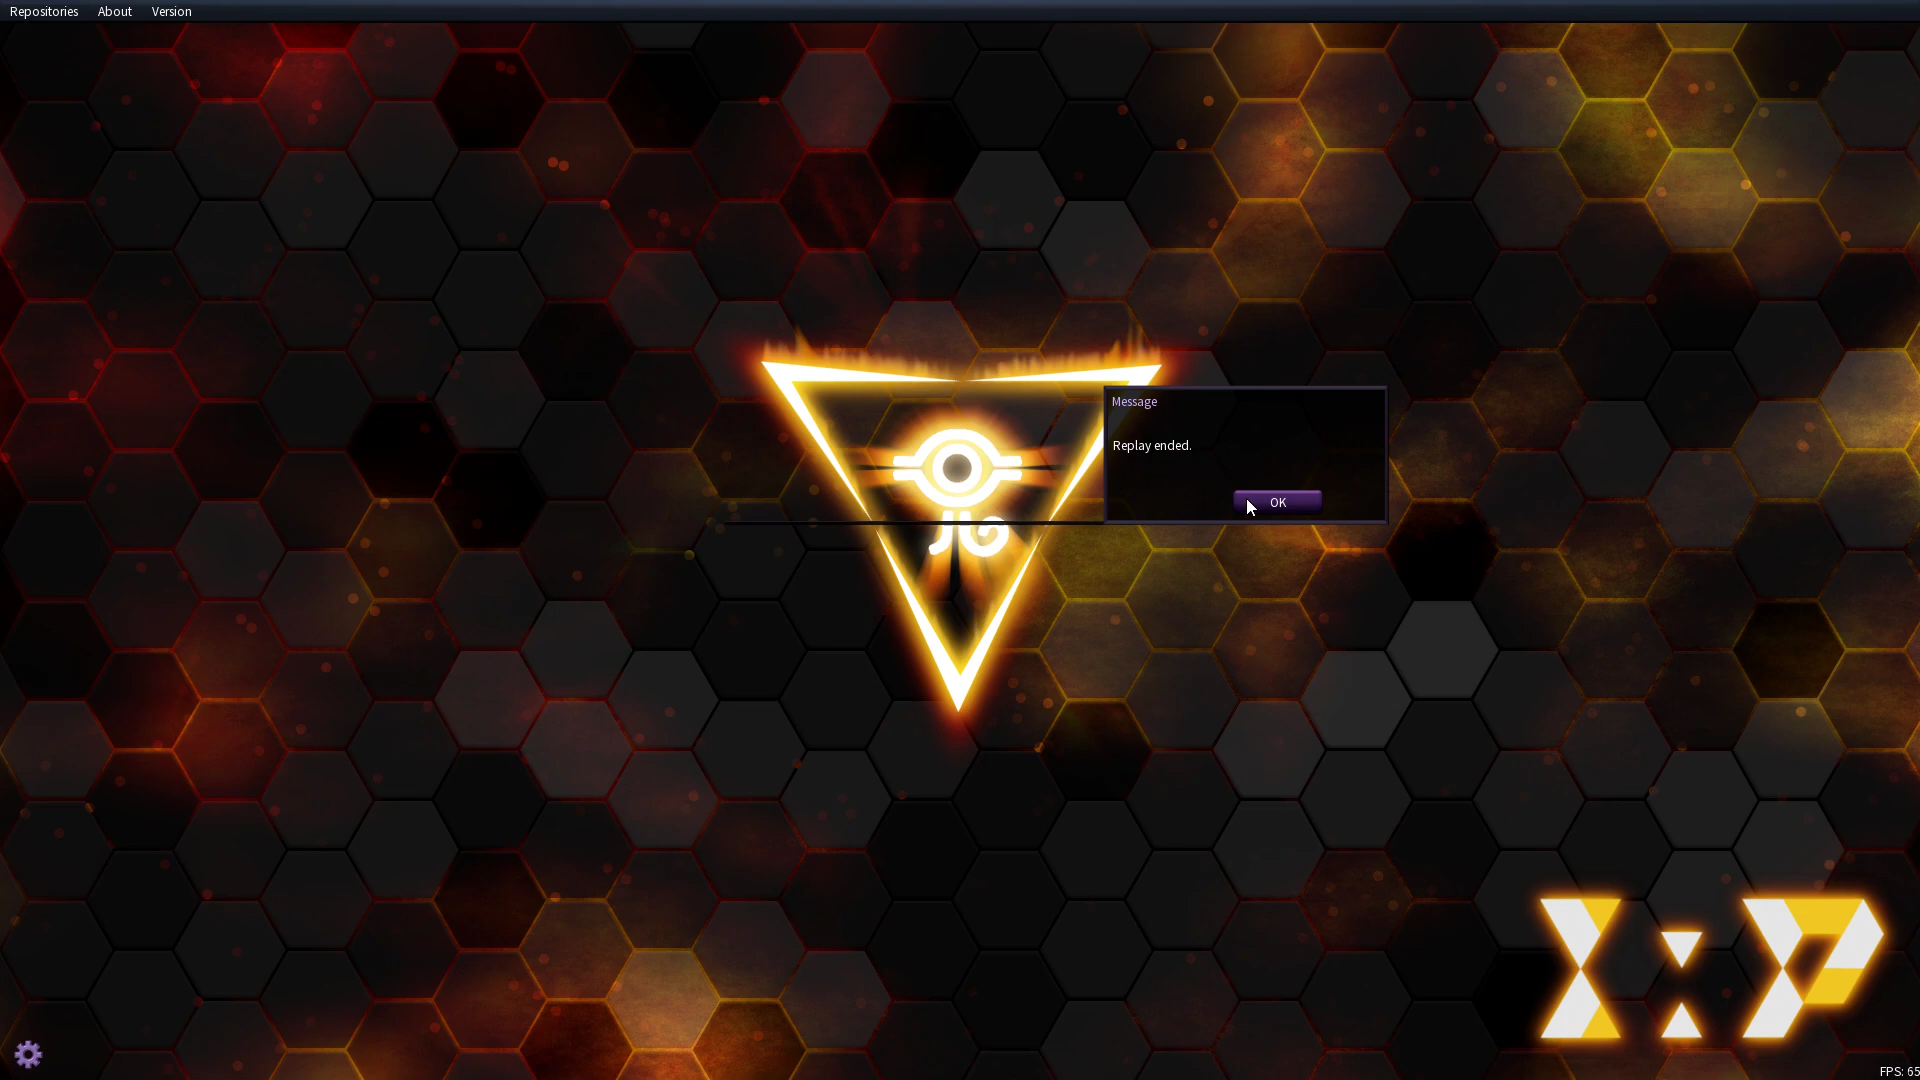 Repositories About Version
Message
Replay ended.
OK
FPS: 65